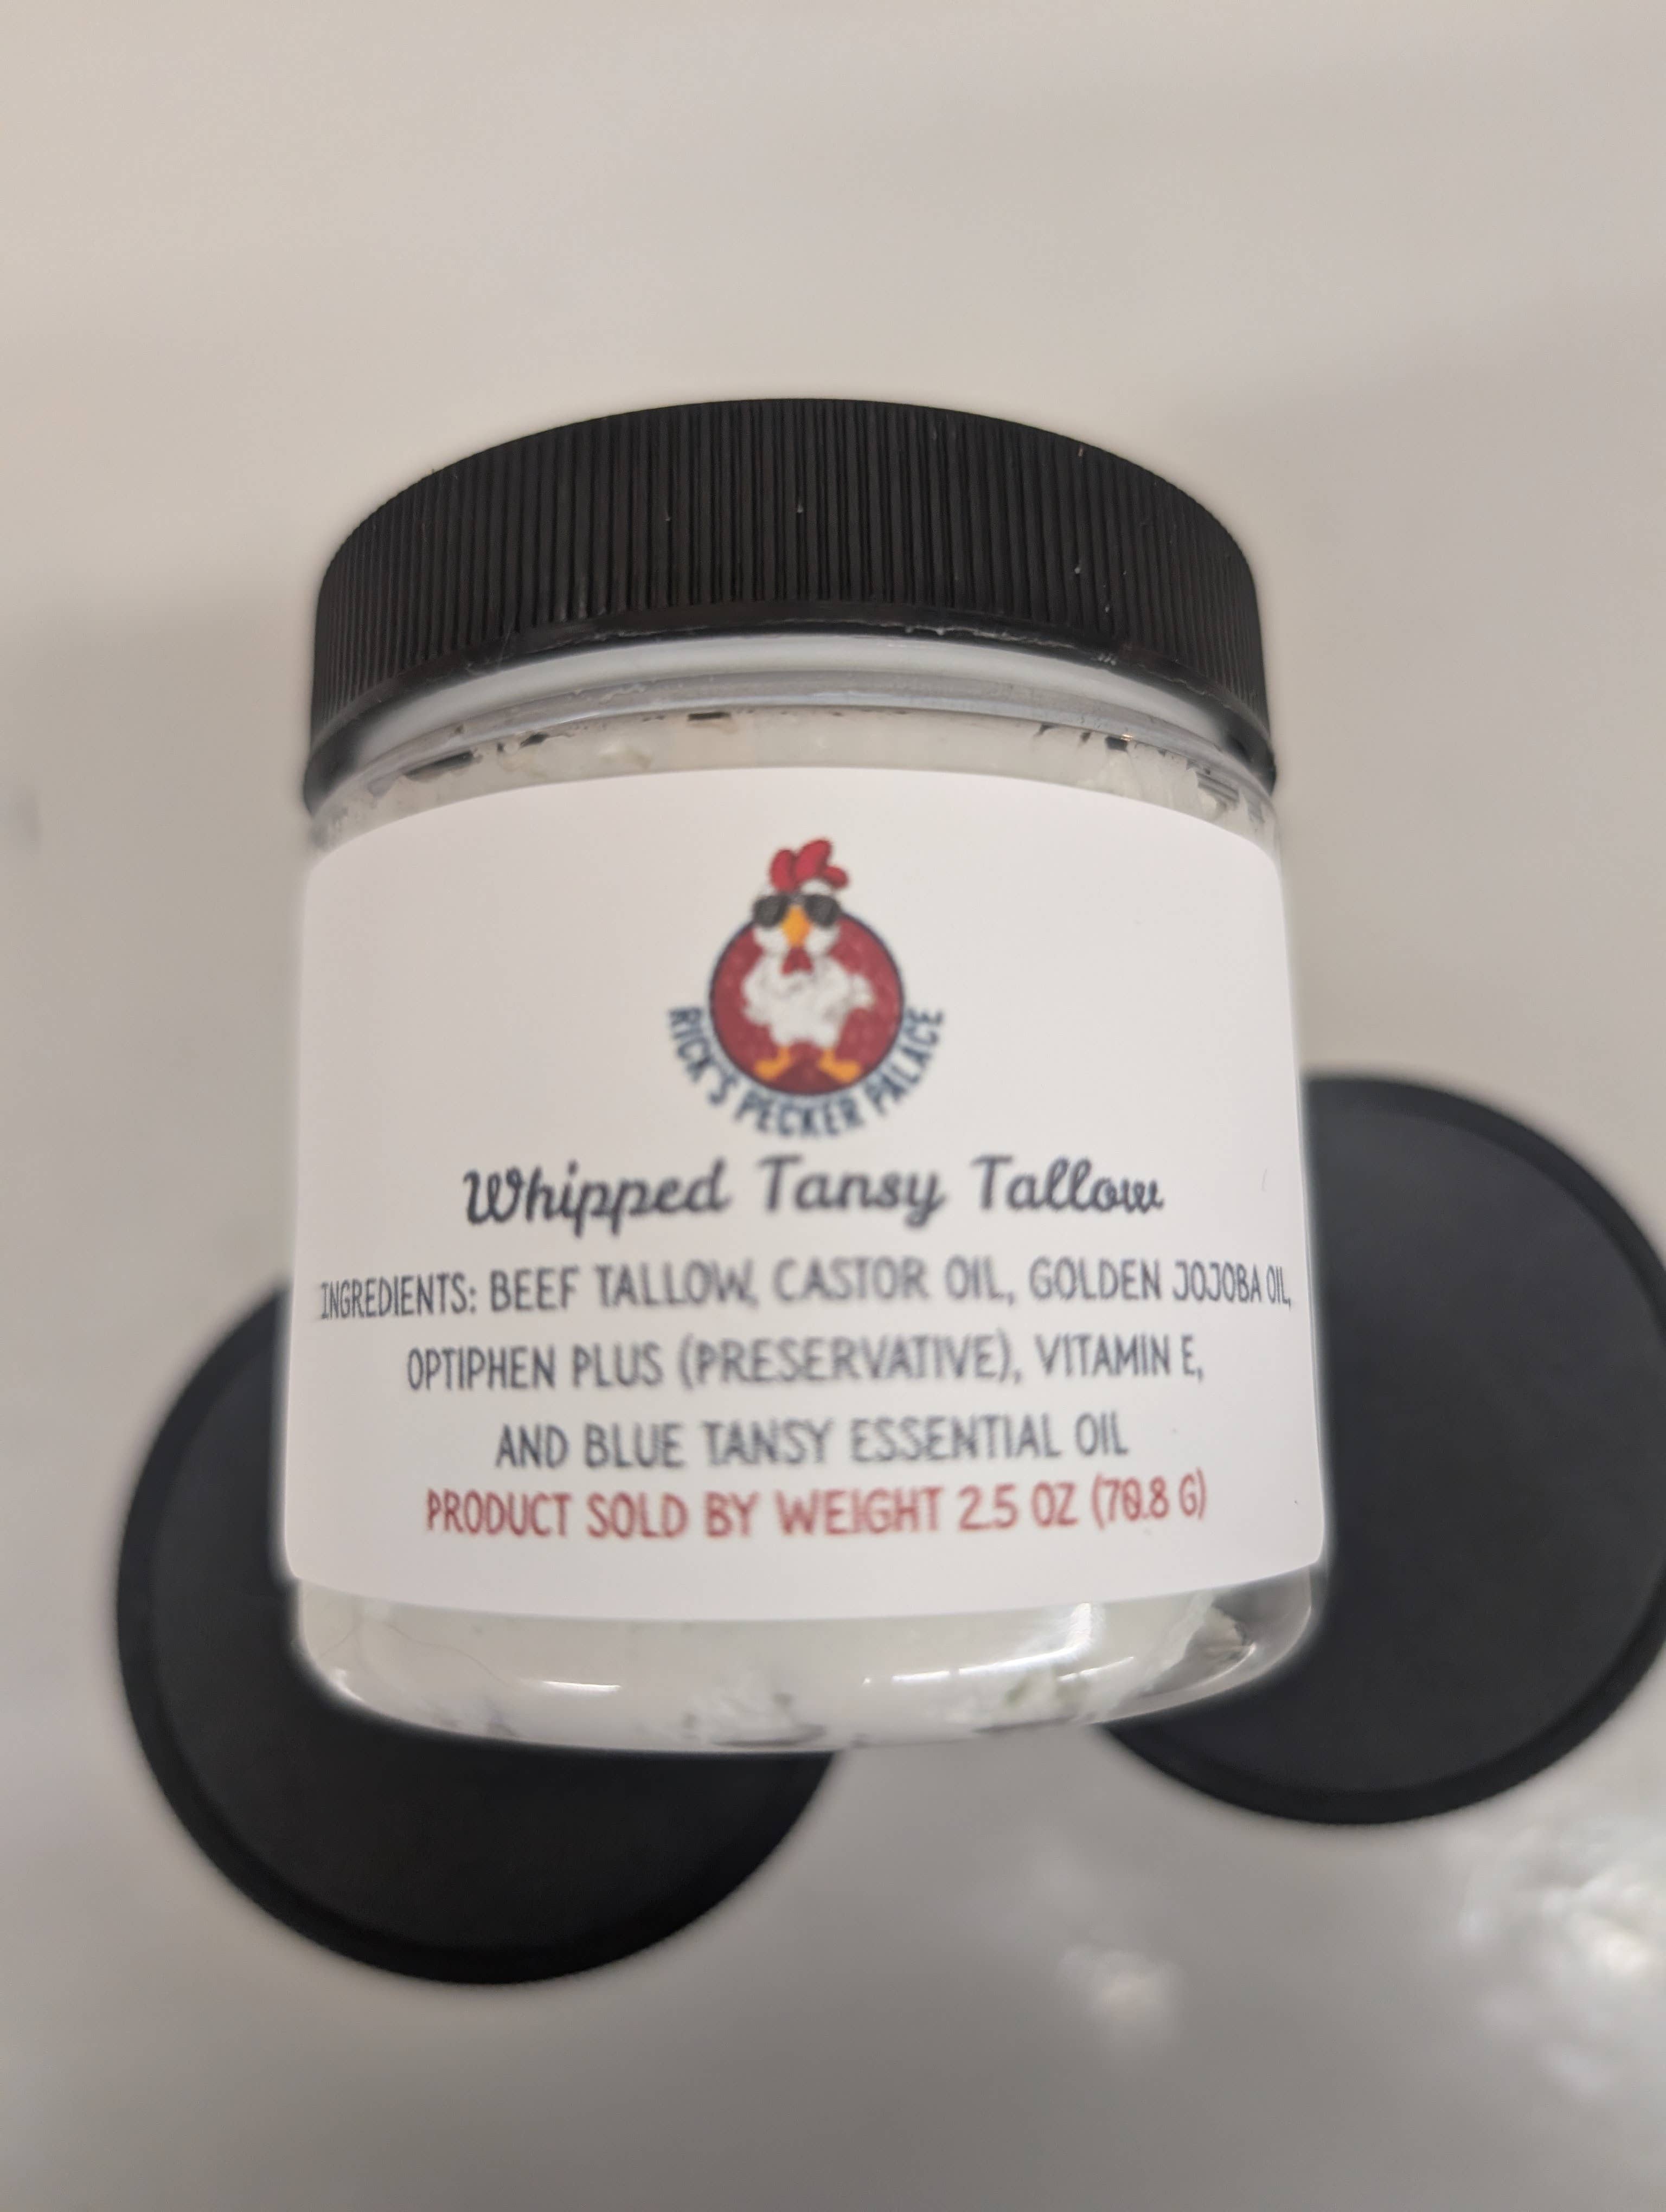 RICK'S PECKER PALACE
Whipped Tansy Tallow
INGREDIENTS: BEEF TALLOW, CASTOR OIL, GOLDEN JOJOBA OIL,
OPTIPHEN PLUS (PRESERVATIVE), VITAMIN E,
AND BLUE TANSY ESSENTIAL OIL
PRODUCT SOLD BY WEIGHT 2.5 OZ (70.8 G)